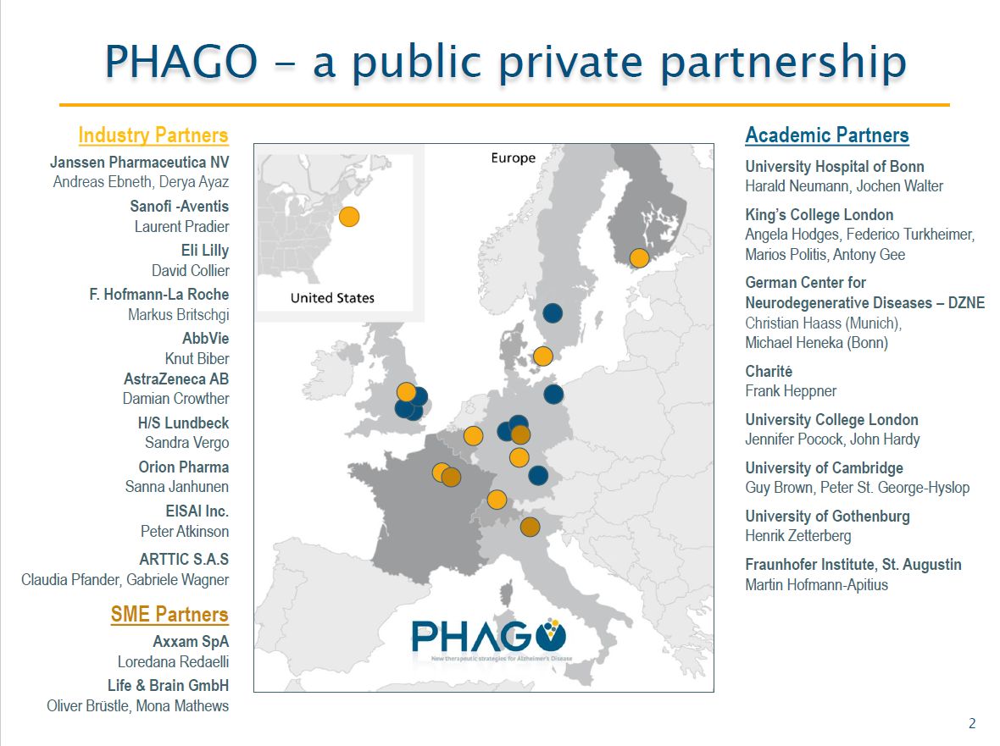 PHAGO – a public private partnership
Industry Partners
Janssen Pharmaceutica NV
Andreas Ebneth, Derya Ayaz
Sanofi -Aventis
Laurent Pradier
Eli Lilly
David Collier
F. Hofmann-La Roche
Markus Britschgi
AbbVie
Knut Biber
AstraZeneca AB
Damian Crowther
H/S Lundbeck
Sandra Vergo
Orion Pharma
Sanna Janhunen
EISAI Inc.
Peter Atkinson
ARTTIC S.A.S
Claudia Pfander, Gabriele Wagner
SME Partners
Axxam SpA
Loredana Redaelli
Life & Brain GmbH
Oliver Brüstle, Mona Mathews
Europe
United States
PHAGO
New therapeutic strategies for Alzheimer's Disease
Academic Partners
University Hospital of Bonn
Harald Neumann, Jochen Walter
King's College London
Angela Hodges, Federico Turkheimer,
Marios Politis, Antony Gee
German Center for
Neurodegenerative Diseases – DZNE
Christian Haass (Munich),
Michael Heneka (Bonn)
Charité
Frank Heppner
University College London
Jennifer Pocock, John Hardy
University of Cambridge
Guy Brown, Peter St. George-Hyslop
University of Gothenburg
Henrik Zetterberg
Fraunhofer Institute, St. Augustin
Martin Hofmann-Apitius
2